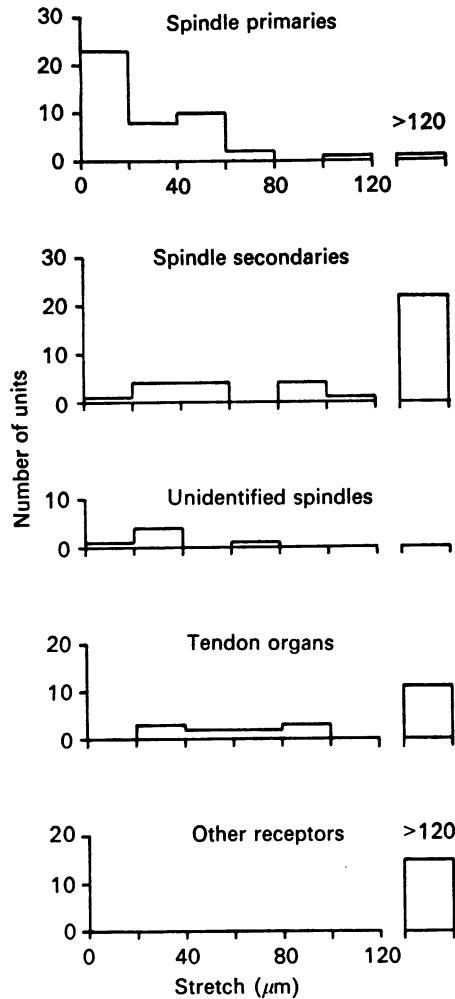 30
Spindle primaries
20
10
>120
0
0 40 80 120
30
Spindle secondaries
20
10
0
Number of units
10
Unidentified spindles
0
20
Tendon organs
10
0
20
Other receptors
>120
10
0
0 40 80 120
Stretch (μm)